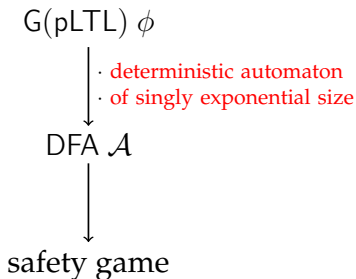 G(pLTL) ϕ
· deterministic automaton
· of singly exponential size
DFA 𝒜
safety game